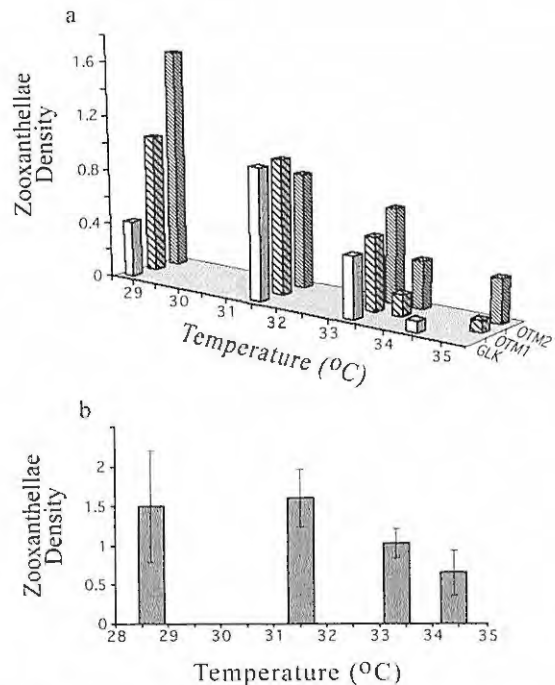 a
1.6
1.2
0.8
0.4
0
Zooxanthellae
Density
29
30
31
32
33
34
35
Temperature (ºC)
GLK
OTM1
OTM2
b
2
1.5
1
0.5
0
Zooxanthellae
Density
28 29 30 31 32 33 34 35
Temperature (ºC)